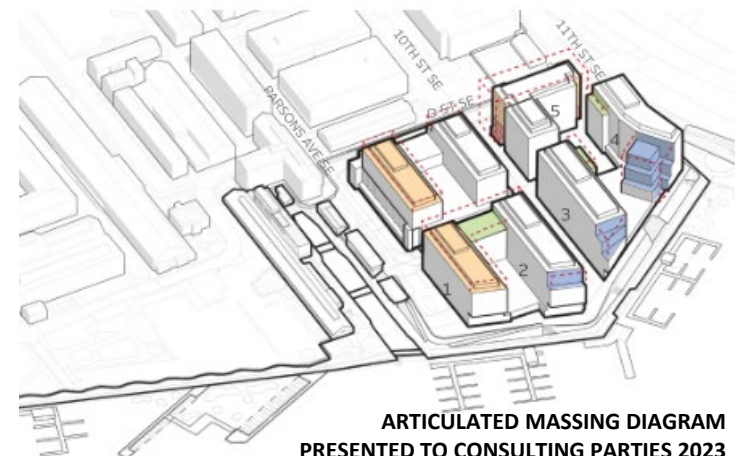 10TH ST SE
11TH ST SE
PARSONS AVE SE
O ST SE
5
4
3
2
1
ARTICULATED MASSING DIAGRAM
PRESENTED TO CONSULTING PARTIES 2023